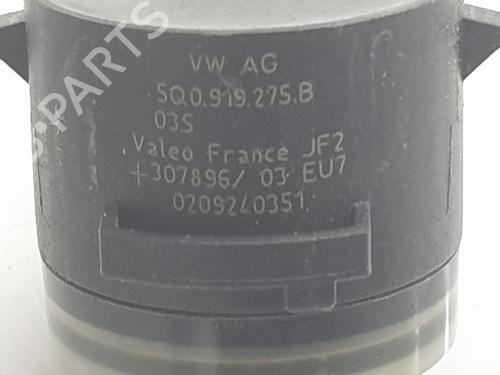 VW AG
5Q0.919.275.B
03S
Valeo France JF2
+307896/ 03 EU7
0209240351
PARTS